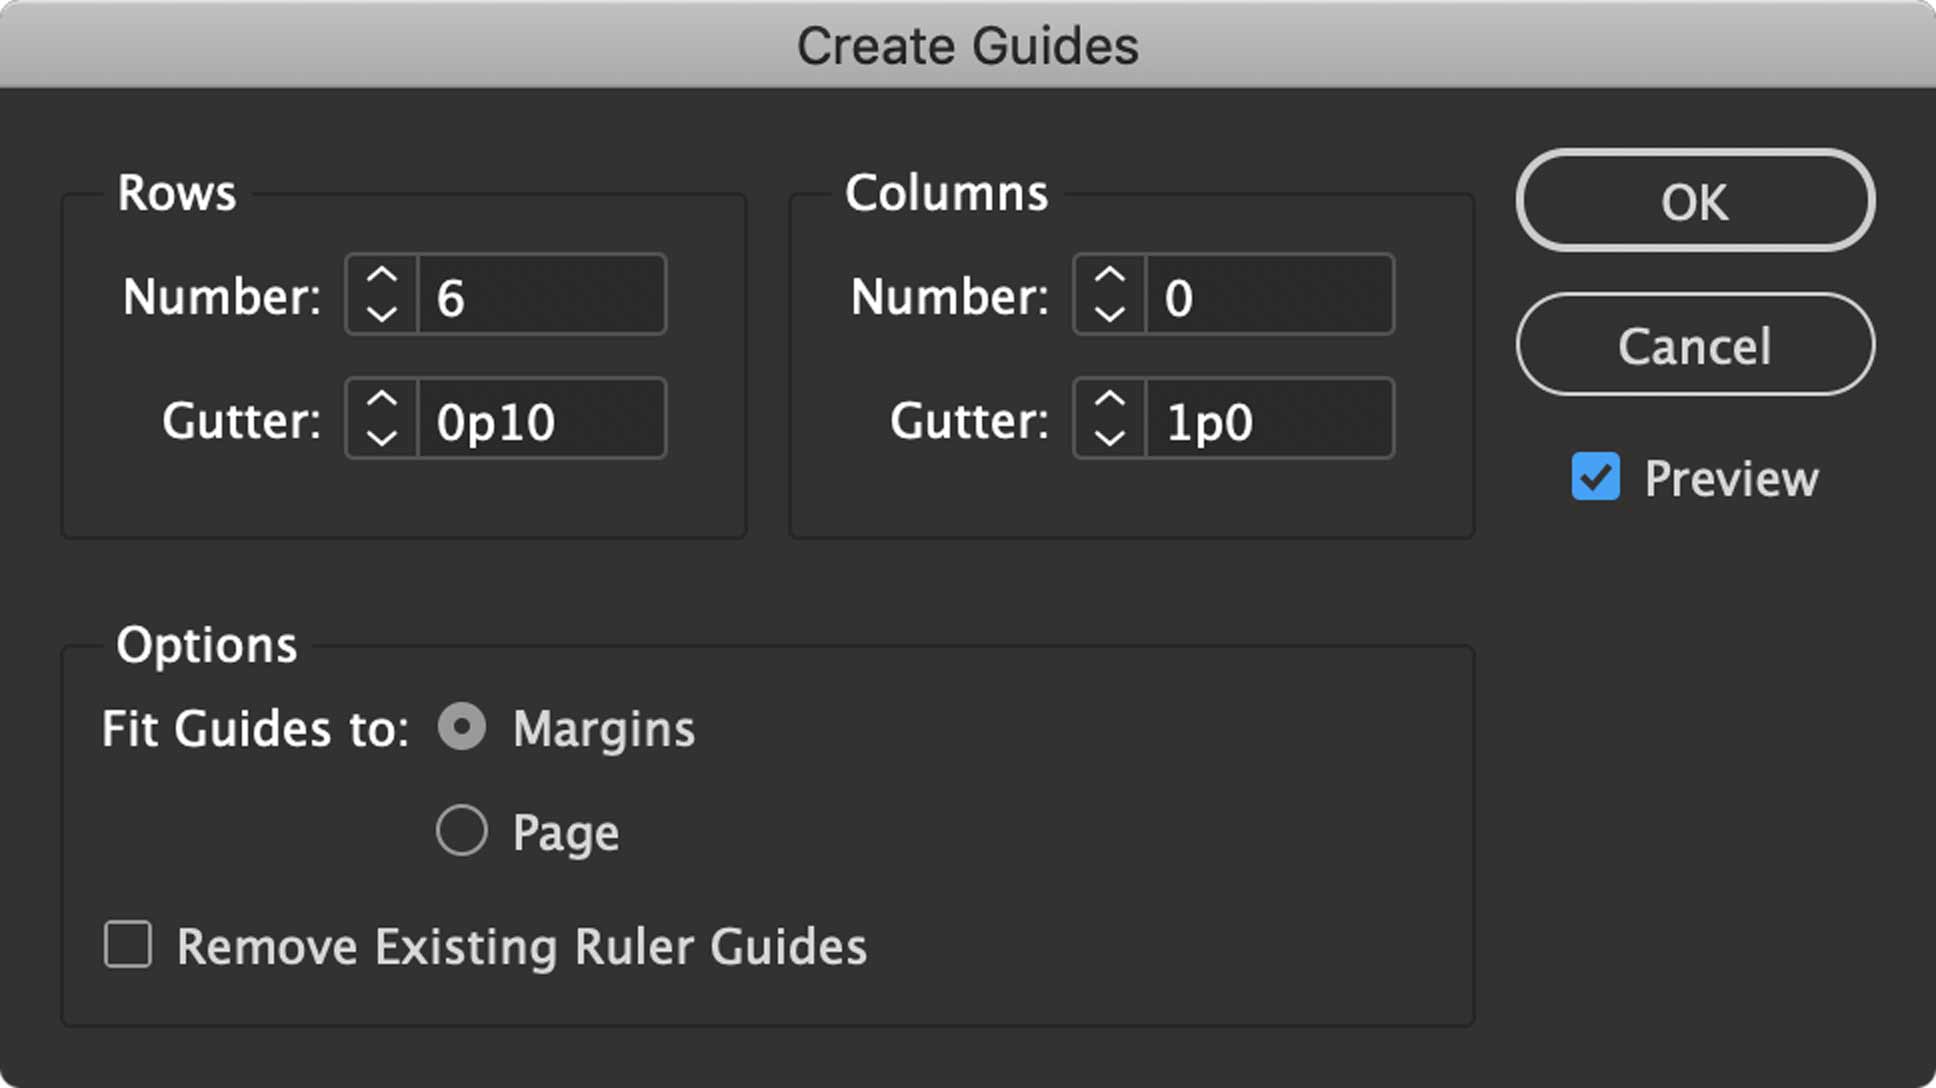 Create Guides
Rows
Number: 6
Gutter: 0p10
Columns
Number: 0
Gutter: 1p0
OK
Cancel
Preview
Options
Fit Guides to: Margins
Page
Remove Existing Ruler Guides